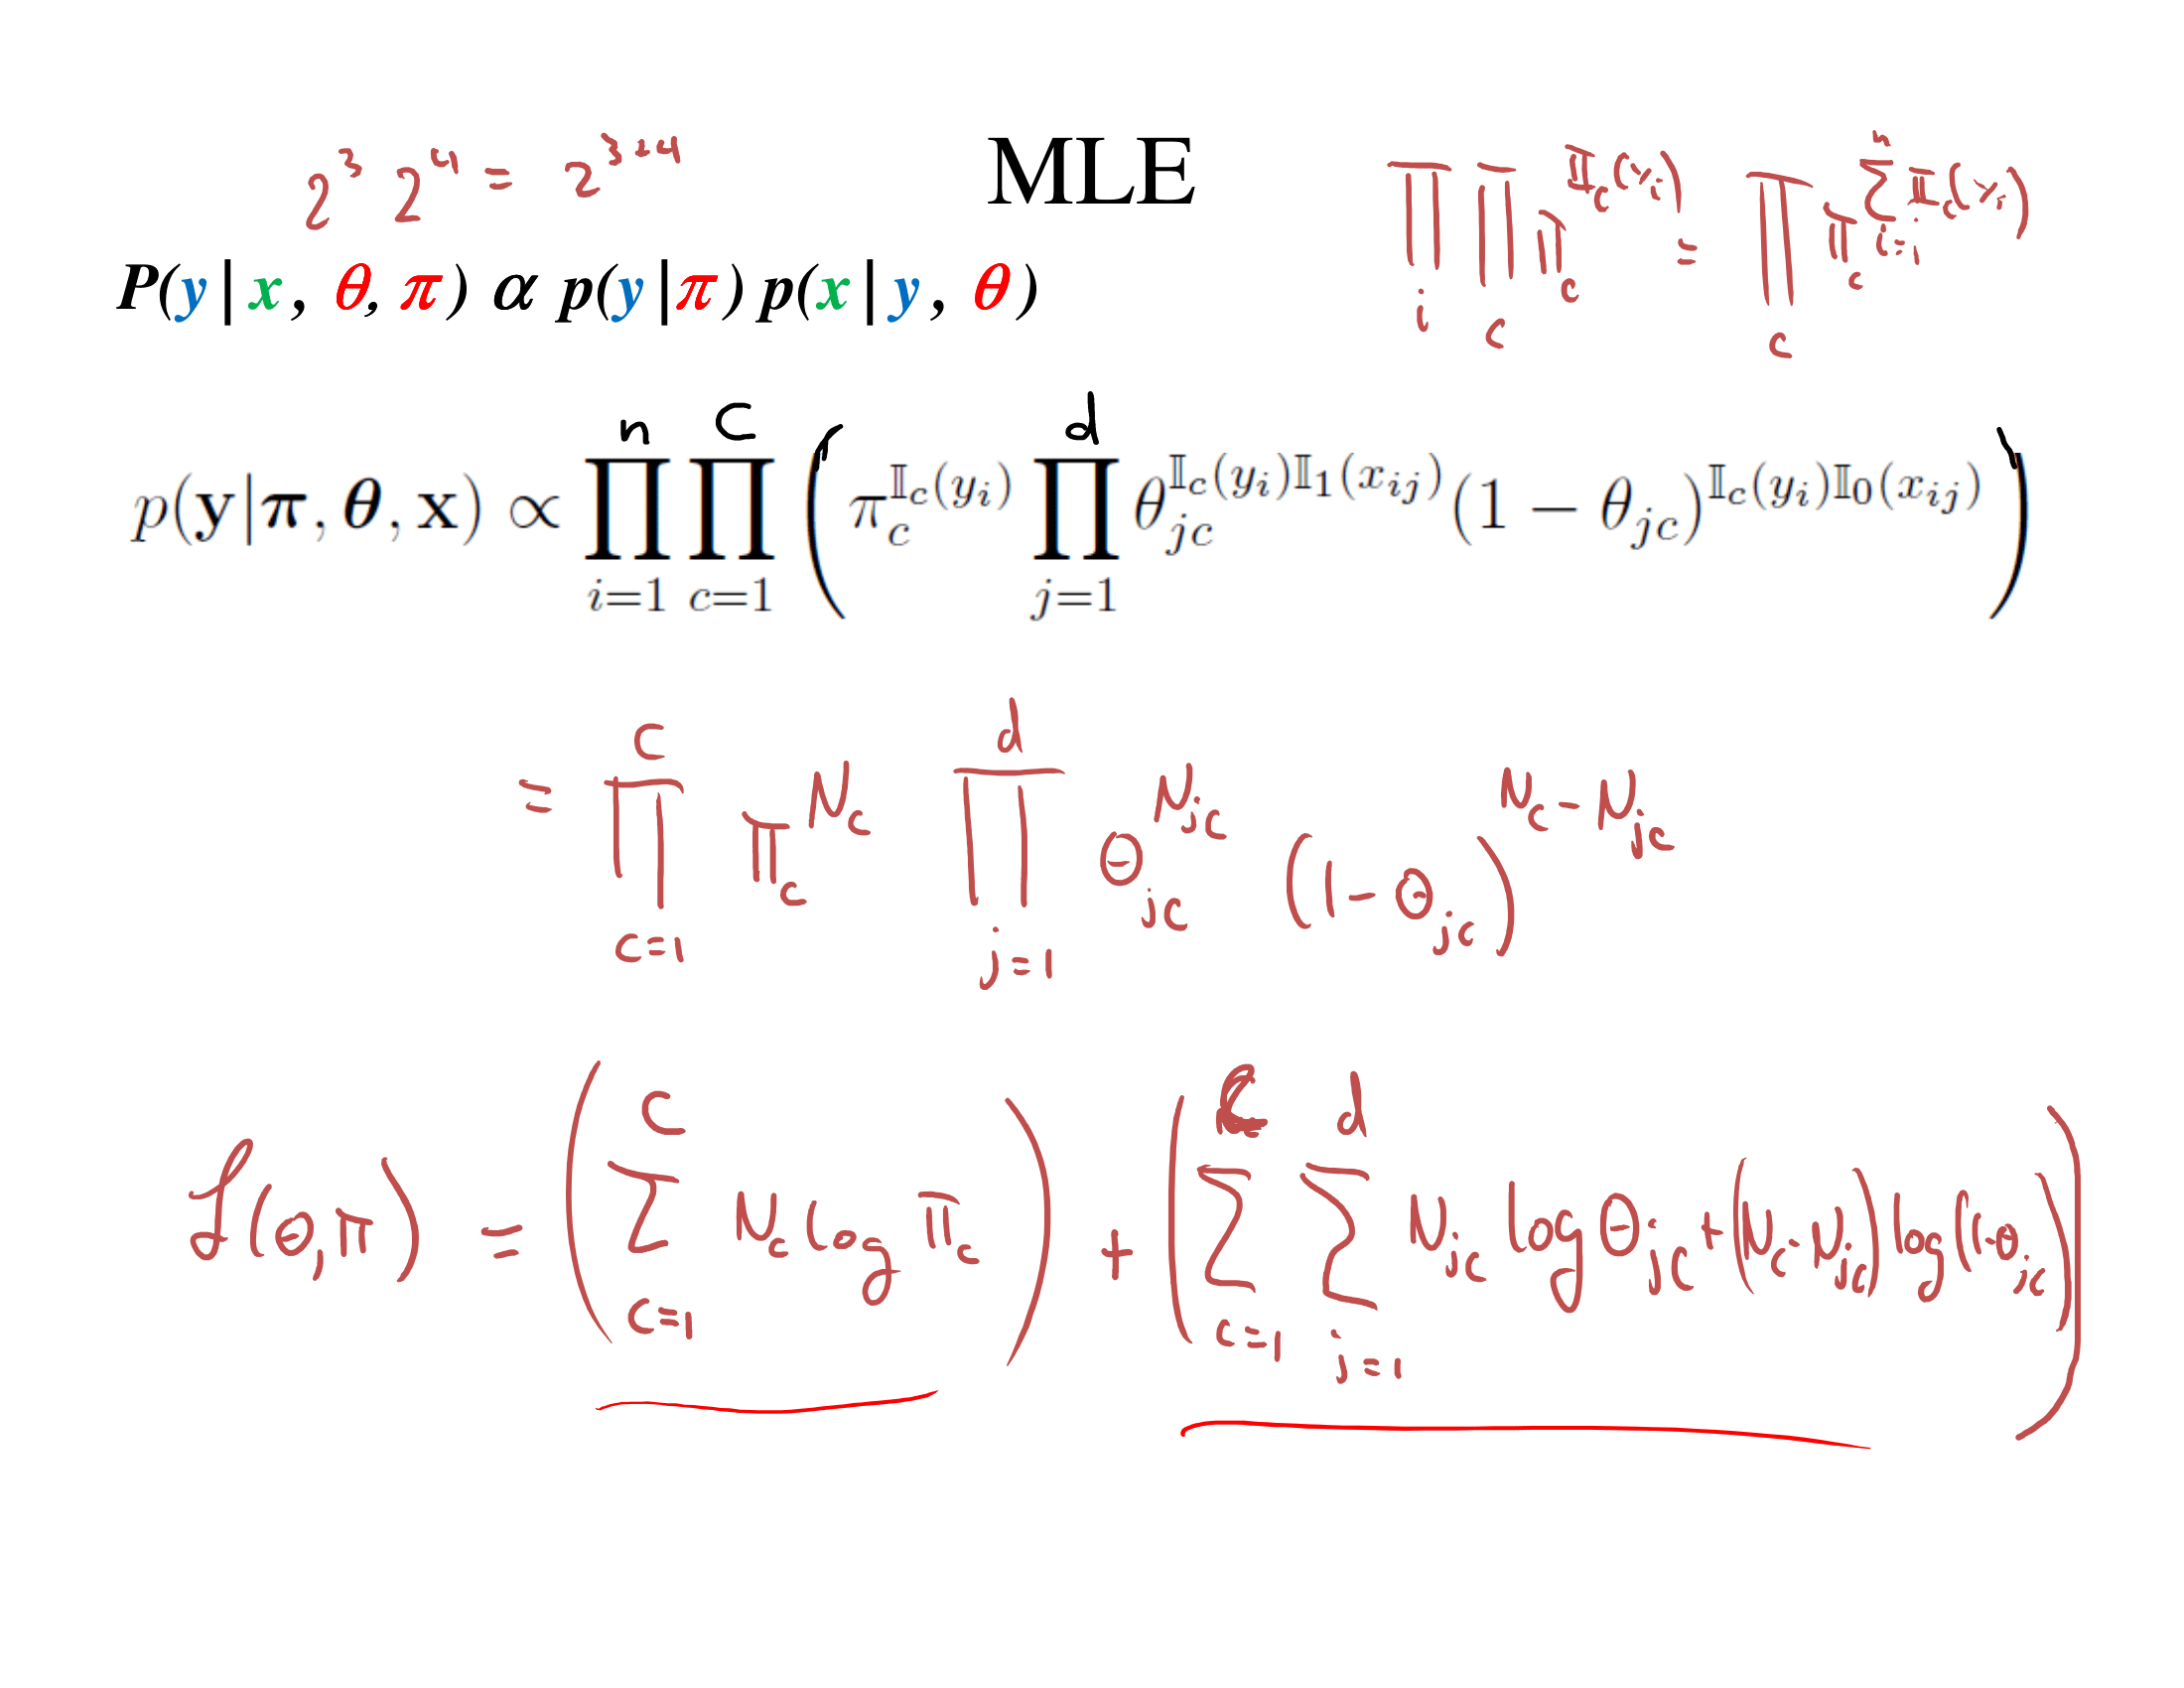 MLE
2^3 2^4 = 2^{3+4}
∏_i ∏_c π_c^{𝕀_c(y_i)} = ∏_c π_c^{∑_{i=1}^n 𝕀_c(y_i)}
P(y | x, θ, π) α p(y | π) p(x | y, θ)
p(y|π, θ, x) ∝ ∏_{i=1}^n ∏_{c=1}^C ( π_c^{𝕀_c(y_i)} ∏_{j=1}^d θ_{jc}^{𝕀_c(y_i)𝕀_1(x_{ij})} (1 − θ_{jc})^{𝕀_c(y_i)𝕀_0(x_{ij})} )
= ∏_{c=1}^C π_c^{N_c} ∏_{j=1}^d θ_{jc}^{N_{jc}} (1 − θ_{jc})^{N_c − N_{jc}}
ℒ(θ, π) = ( ∑_{c=1}^C N_c log π_c ) + ( ∑_{c=1}^C ∑_{j=1}^d N_{jc} log θ_{jc} + (N_c − N_{jc}) log(1 − θ_{jc}) )